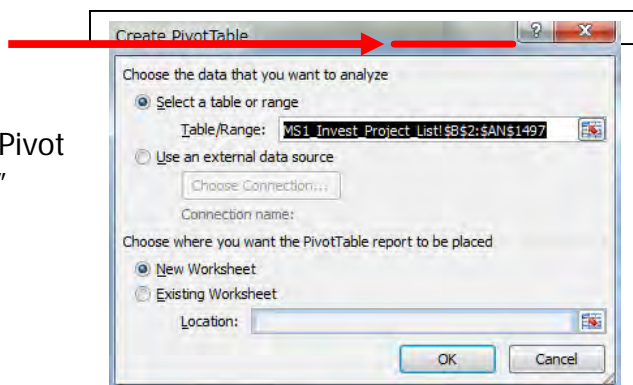 Create PivotTable
Choose the data that you want to analyze
Select a table or range
Table/Range: MS1_Invest_Project_List!$B$2:$AN$1497
Pivot
"
Use an external data source
Choose Connection...
Connection name:
Choose where you want the PivotTable report to be placed
New Worksheet
Existing Worksheet
Location:
OK Cancel